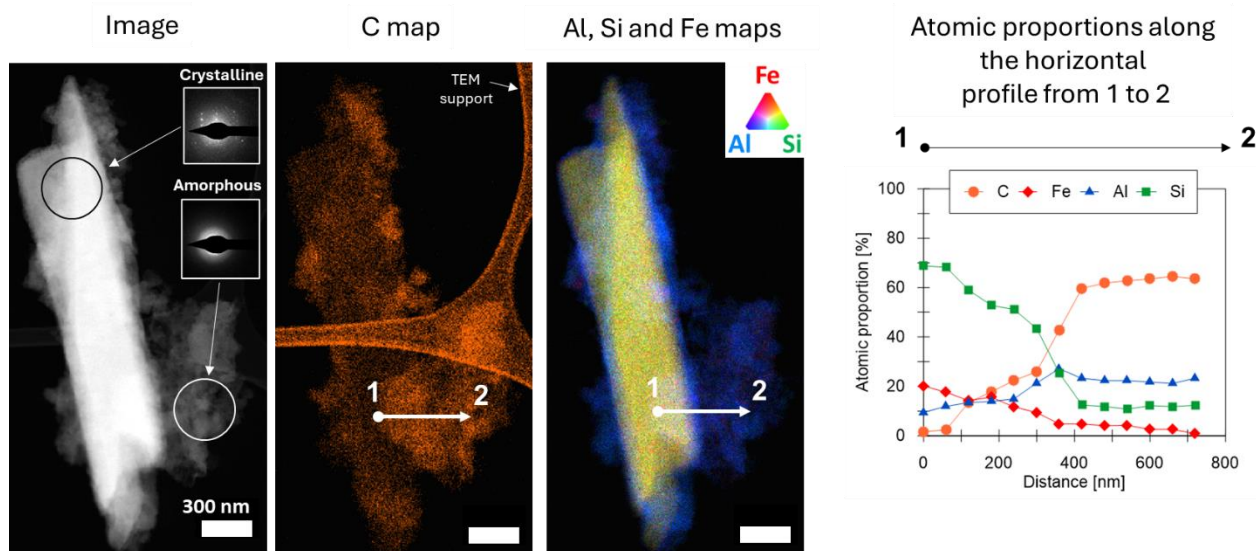 Image
C map
Al, Si and Fe maps
Atomic proportions along
the horizontal
profile from 1 to 2
Crystalline
Amorphous
300 nm
TEM
support
1
2
Fe
Al
Si
1
2
1
2
C
Fe
Al
Si
Atomic proportion [%]
100
80
60
40
20
0
0
200
400
600
800
Distance [nm]